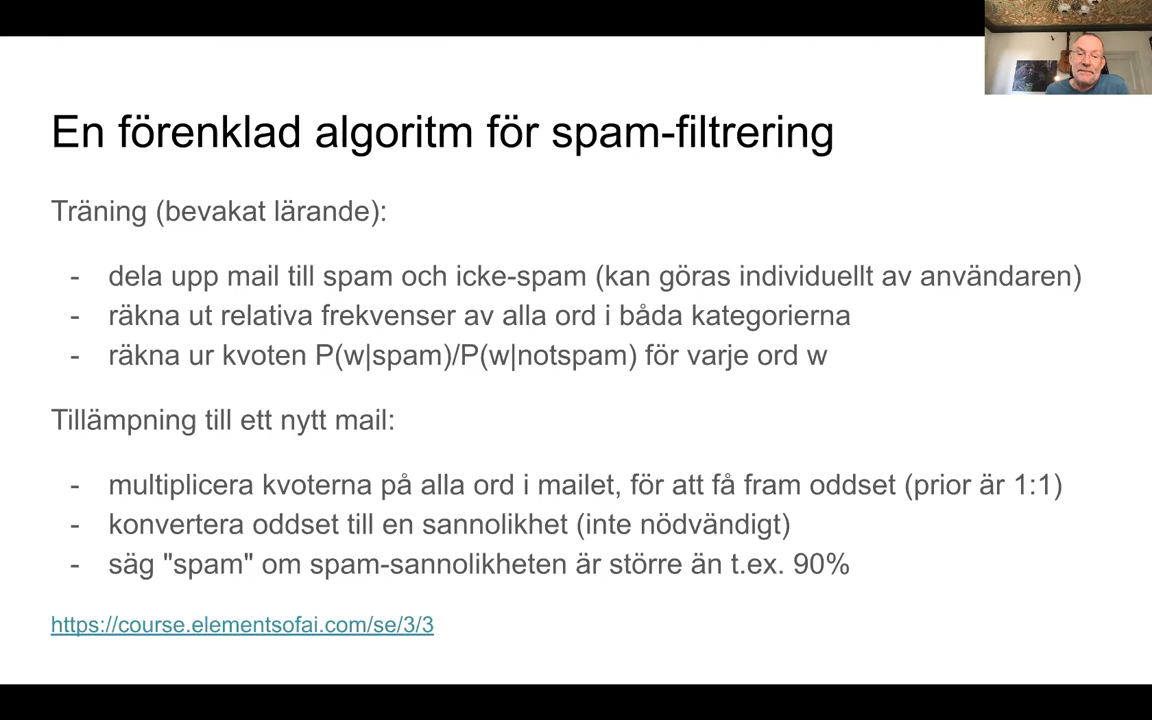 En förenklad algoritm för spam-filtrering
Träning (bevakat lärande):
- dela upp mail till spam och icke-spam (kan göras individuellt av användaren)
- räkna ut relativa frekvenser av alla ord i båda kategorierna
- räkna ur kvoten P(w|spam)/P(w|notspam) för varje ord w
Tillämpning till ett nytt mail:
- multiplicera kvoterna på alla ord i mailet, för att få fram oddset (prior är 1:1)
- konvertera oddset till en sannolikhet (inte nödvändigt)
- säg "spam" om spam-sannolikheten är större än t.ex. 90%
https://course.elementsofai.com/se/3/3